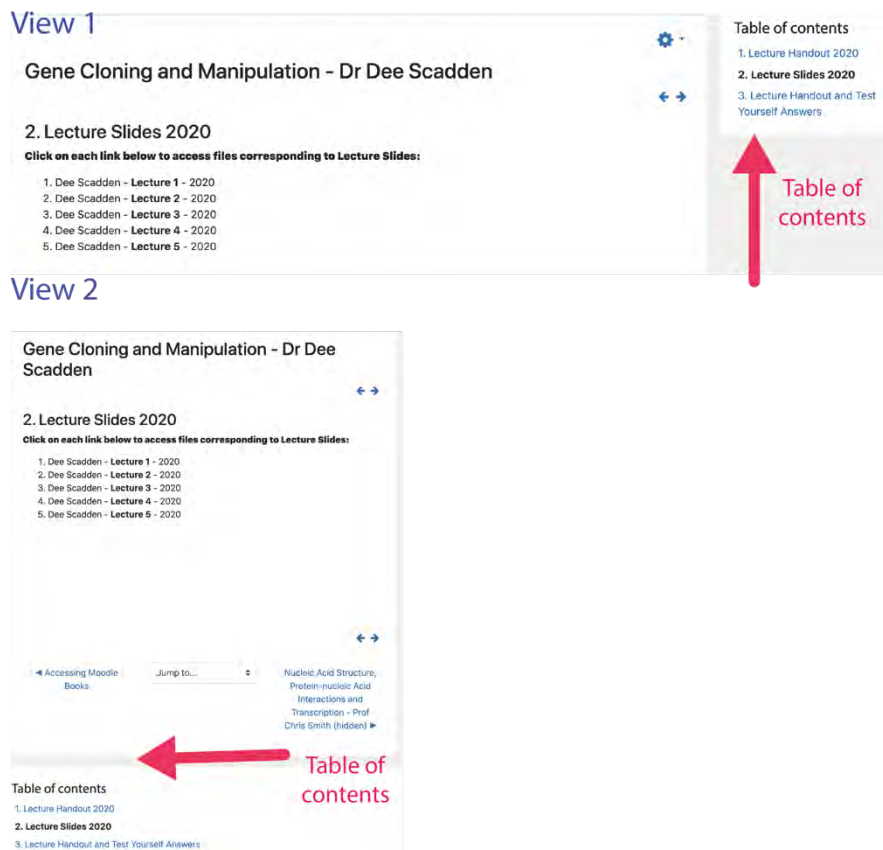 View 1
Table of contents
1. Lecture Handout 2020
2. Lecture Slides 2020
3. Lecture Handout and Test
Yourself Answers
Gene Cloning and Manipulation - Dr Dee Scadden
2. Lecture Slides 2020
Click on each link below to access files corresponding to Lecture Slides:
1. Dee Scadden - Lecture 1 - 2020
2. Dee Scadden - Lecture 2 - 2020
3. Dee Scadden - Lecture 3 - 2020
4. Dee Scadden - Lecture 4 - 2020
5. Dee Scadden - Lecture 5 - 2020
Table of
contents
View 2
Gene Cloning and Manipulation - Dr Dee
Scadden
2. Lecture Slides 2020
Click on each link below to access files corresponding to Lecture Slides:
1. Dee Scadden - Lecture 1 - 2020
2. Dee Scadden - Lecture 2 - 2020
3. Dee Scadden - Lecture 3 - 2020
4. Dee Scadden - Lecture 4 - 2020
5. Dee Scadden - Lecture 5 - 2020
◄ Accessing Moodle
Books
Jump to...
Nucleic Acid Structure,
Protein-nucleic Acid
Interactions and
Transcription - Prof
Chris Smith (hidden) ►
Table of
contents
Table of contents
1. Lecture Handout 2020
2. Lecture Slides 2020
3. Lecture Handout and Test Yourself Answers